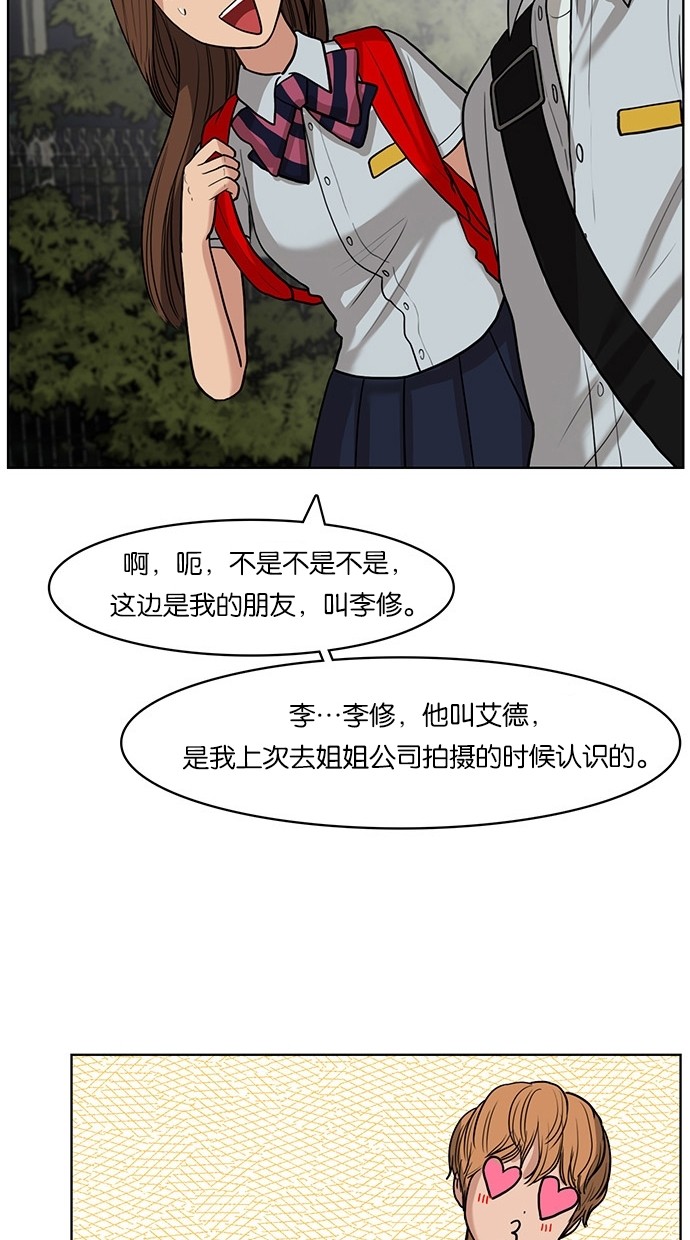 啊，呃，不是不是不是，
这边是我的朋友，叫李修。
李…李修，他叫艾德，
是我上次去姐姐公司拍摄的时候认识的。